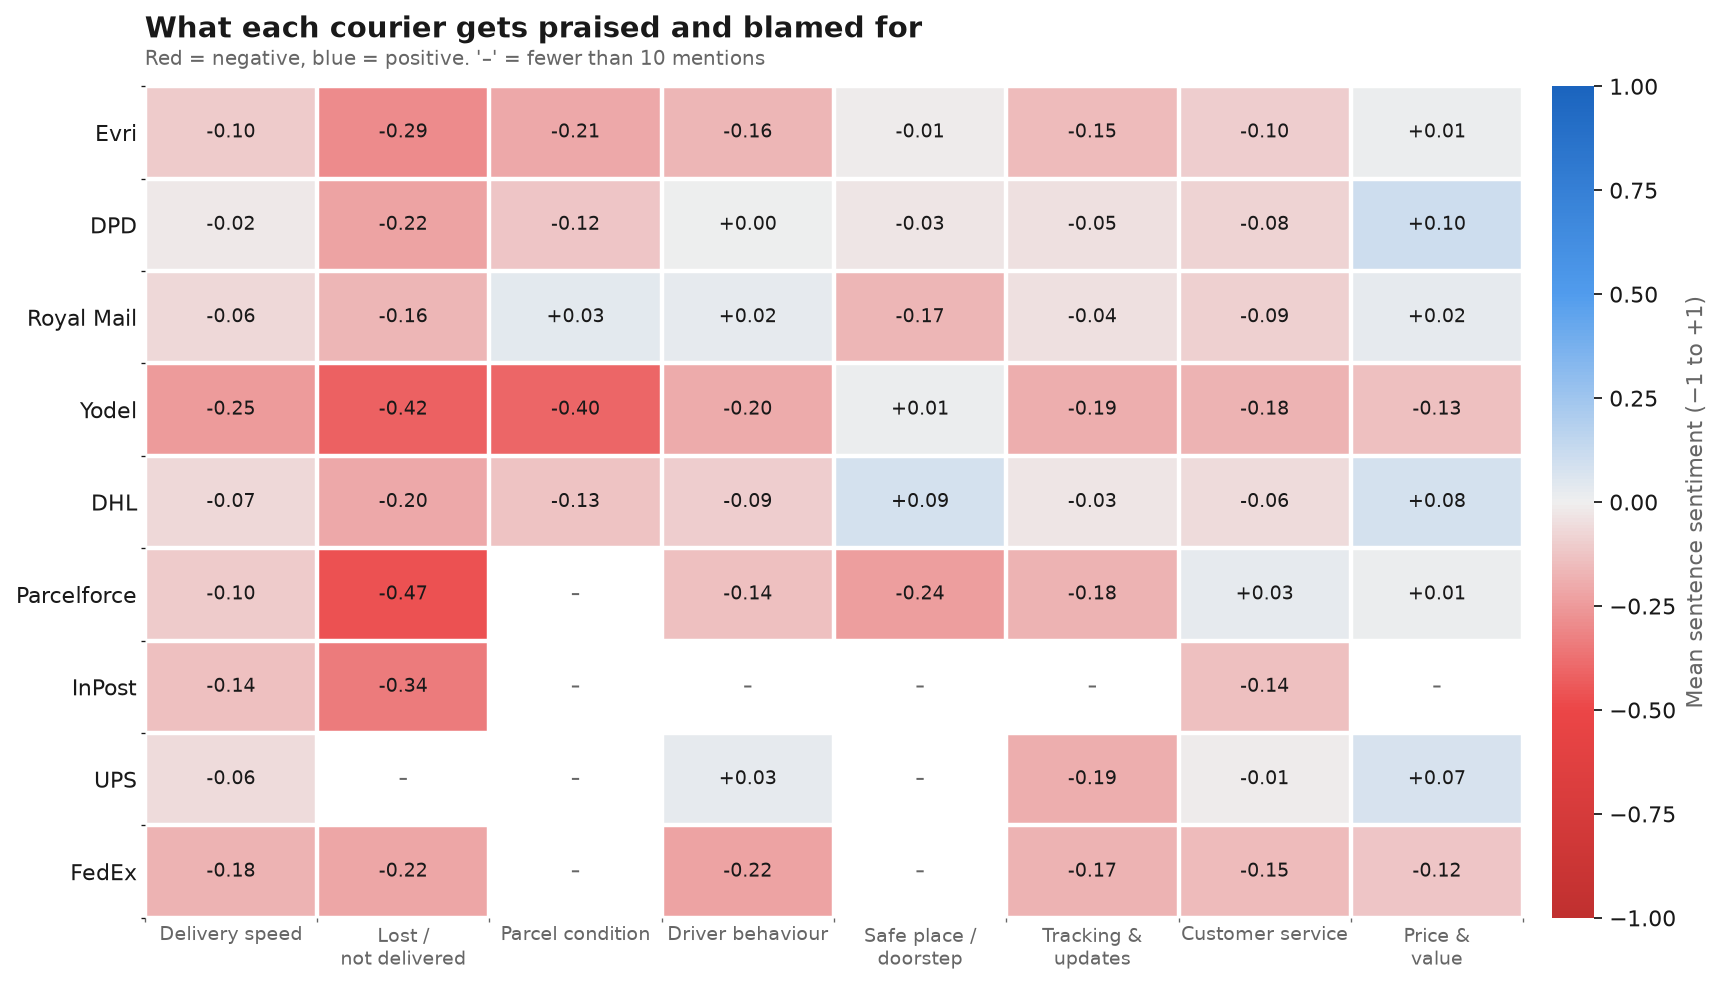 What each courier gets praised and blamed for
Red = negative, blue = positive. '–' = fewer than 10 mentions
Evri -0.10 -0.29 -0.21 -0.16 -0.01 -0.15 -0.10 +0.01
DPD -0.02 -0.22 -0.12 +0.00 -0.03 -0.05 -0.08 +0.10
Royal Mail -0.06 -0.16 +0.03 +0.02 -0.17 -0.04 -0.09 +0.02
Yodel -0.25 -0.42 -0.40 -0.20 +0.01 -0.19 -0.18 -0.13
DHL -0.07 -0.20 -0.13 -0.09 +0.09 -0.03 -0.06 +0.08
Parcelforce -0.10 -0.47 – -0.14 -0.24 -0.18 +0.03 +0.01
InPost -0.14 -0.34 – – – – -0.14 –
UPS -0.06 – – +0.03 – -0.19 -0.01 +0.07
FedEx -0.18 -0.22 – -0.22 – -0.17 -0.15 -0.12
Delivery speed
Lost /
not delivered
Parcel condition
Driver behaviour
Safe place /
doorstep
Tracking &
updates
Customer service
Price &
value
1.00
0.75
0.50
0.25
0.00
−0.25
−0.50
−0.75
−1.00
Mean sentence sentiment (−1 to +1)